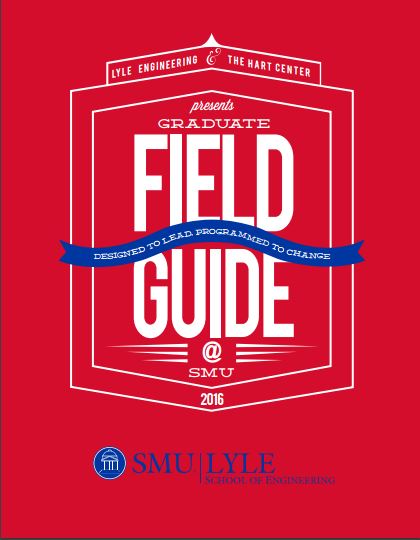 LYLE ENGINEERING & THE HART CENTER
presents
GRADUATE
FIELD
DESIGNED TO LEAD. PROGRAMMED TO CHANGE
GUIDE
@
SMU
2016
SMU | LYLE
SCHOOL OF ENGINEERING